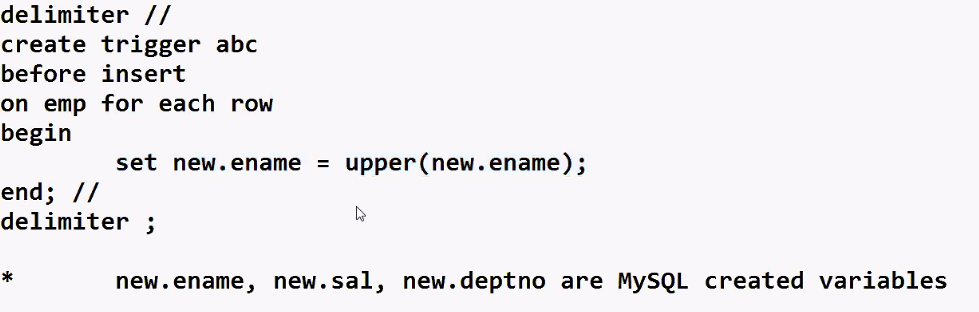 delimiter //
create trigger abc
before insert
on emp for each row
begin
set new.ename = upper(new.ename);
end; //
delimiter ;
* new.ename, new.sal, new.deptno are MySQL created variables